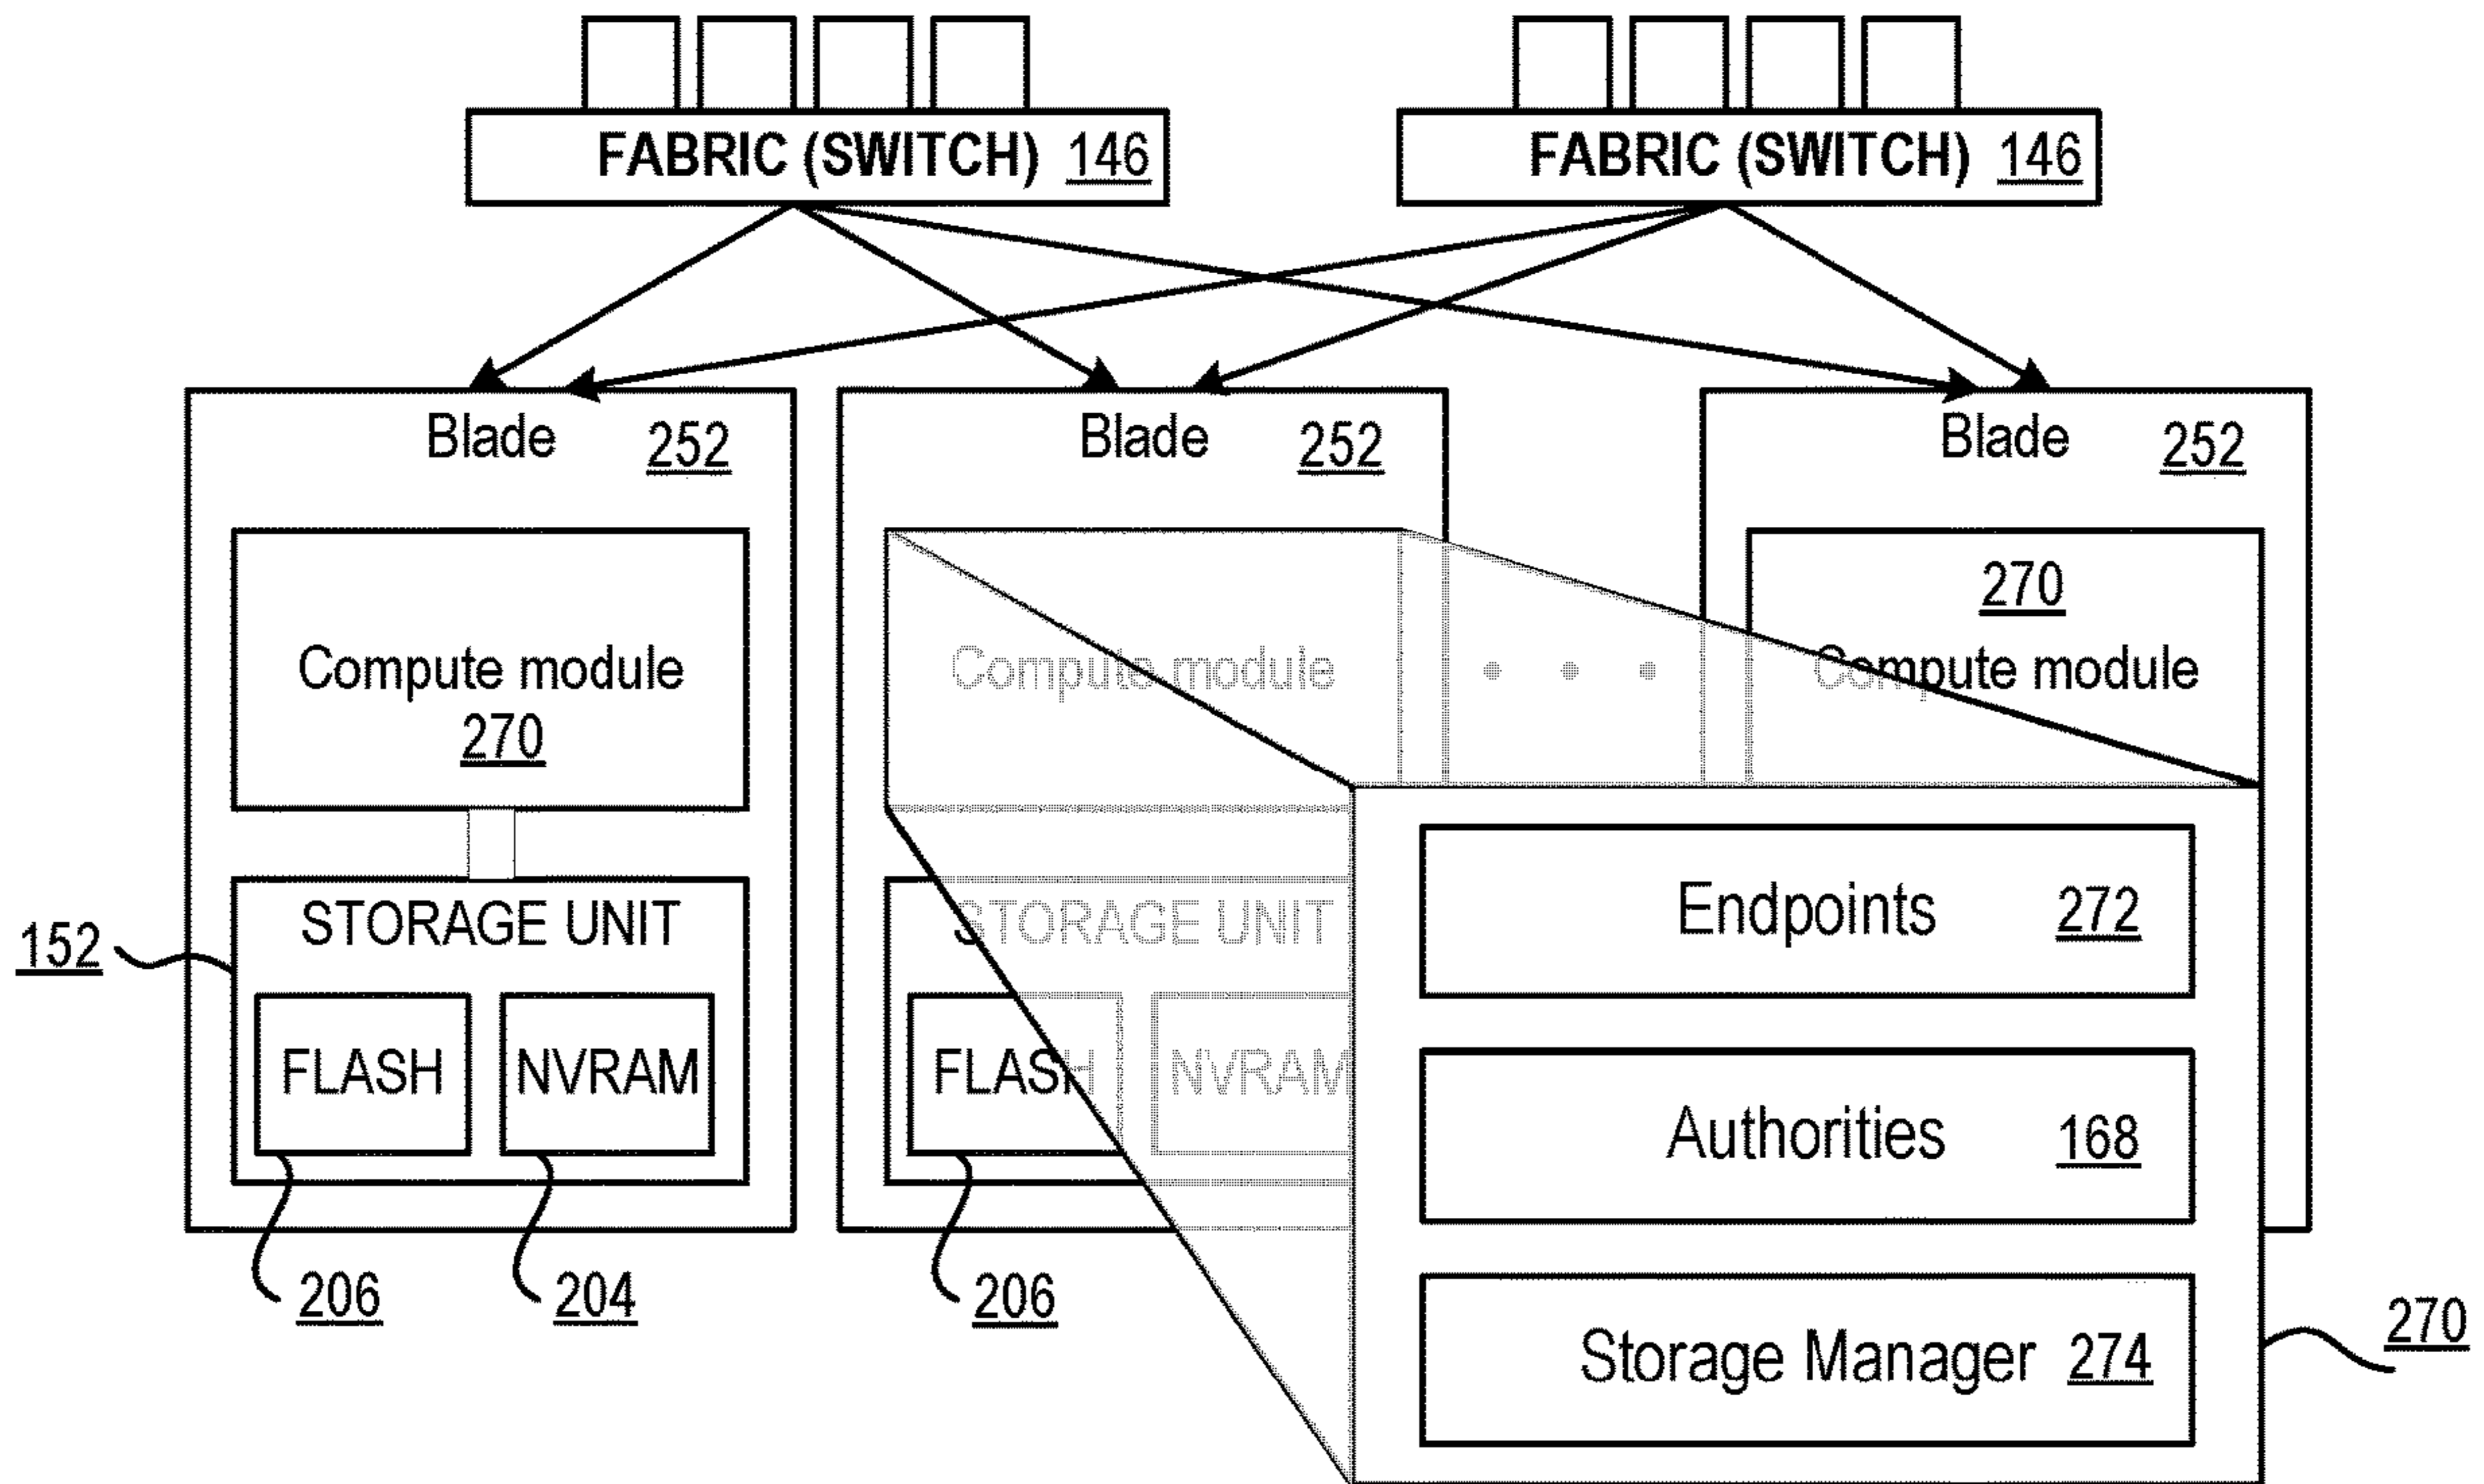 FABRIC (SWITCH) 146
FABRIC (SWITCH) 146
Blade 252
Blade 252
Blade 252
270
Compute module
270
Compute module
• • •
Compute module
STORAGE UNIT
152
FLASH
NVRAM
206
204
STORAGE UNIT
FLASH
NVRAM
206
Endpoints 272
Authorities 168
Storage Manager 274
270